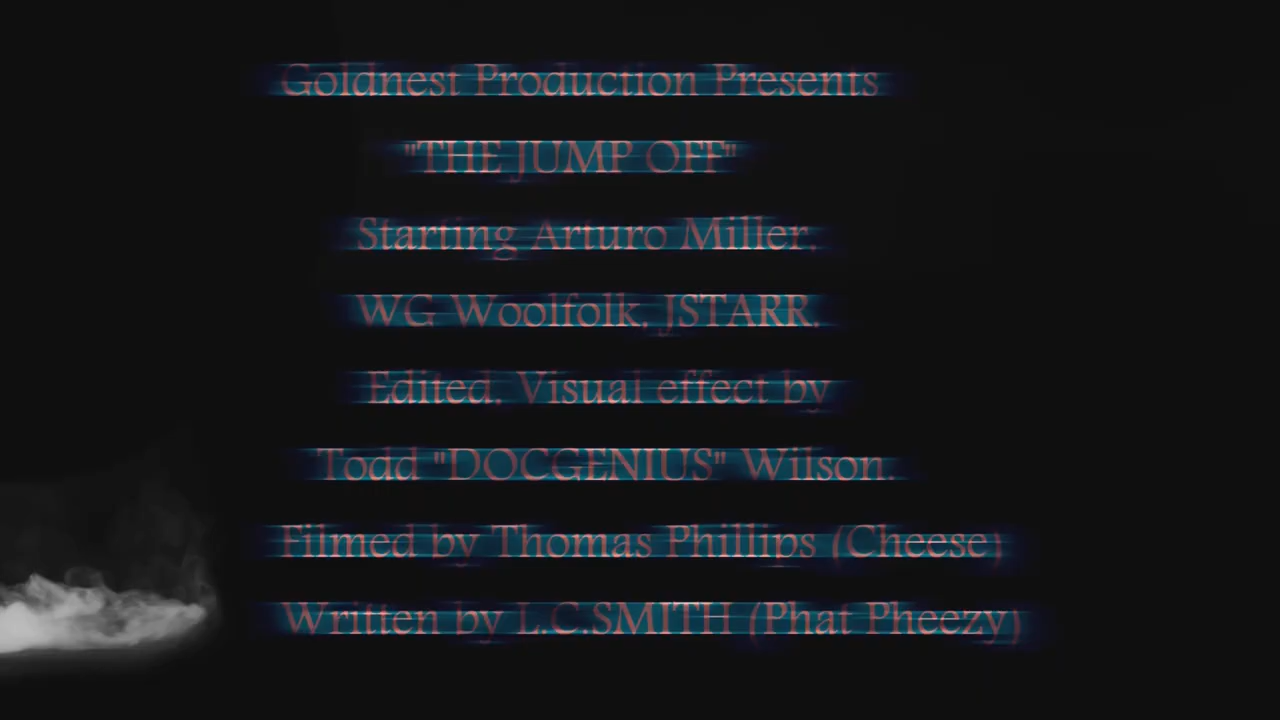 Goldnest Production Presents
"THE JUMP OFF"
Starting Arturo Miller,
WG Woolfolk, JSTARR,
Edited, Visual effect by
Todd "DOCGENIUS" Wilson.
Filmed by Thomas Phillips (Cheese)
Written by L.C.SMITH (Phat Pheezy)